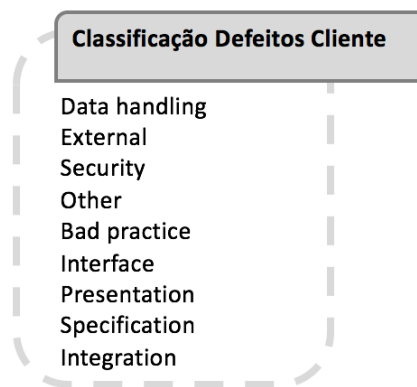 Classificação Defeitos Cliente
Data handling
External
Security
Other
Bad practice
Interface
Presentation
Specification
Integration